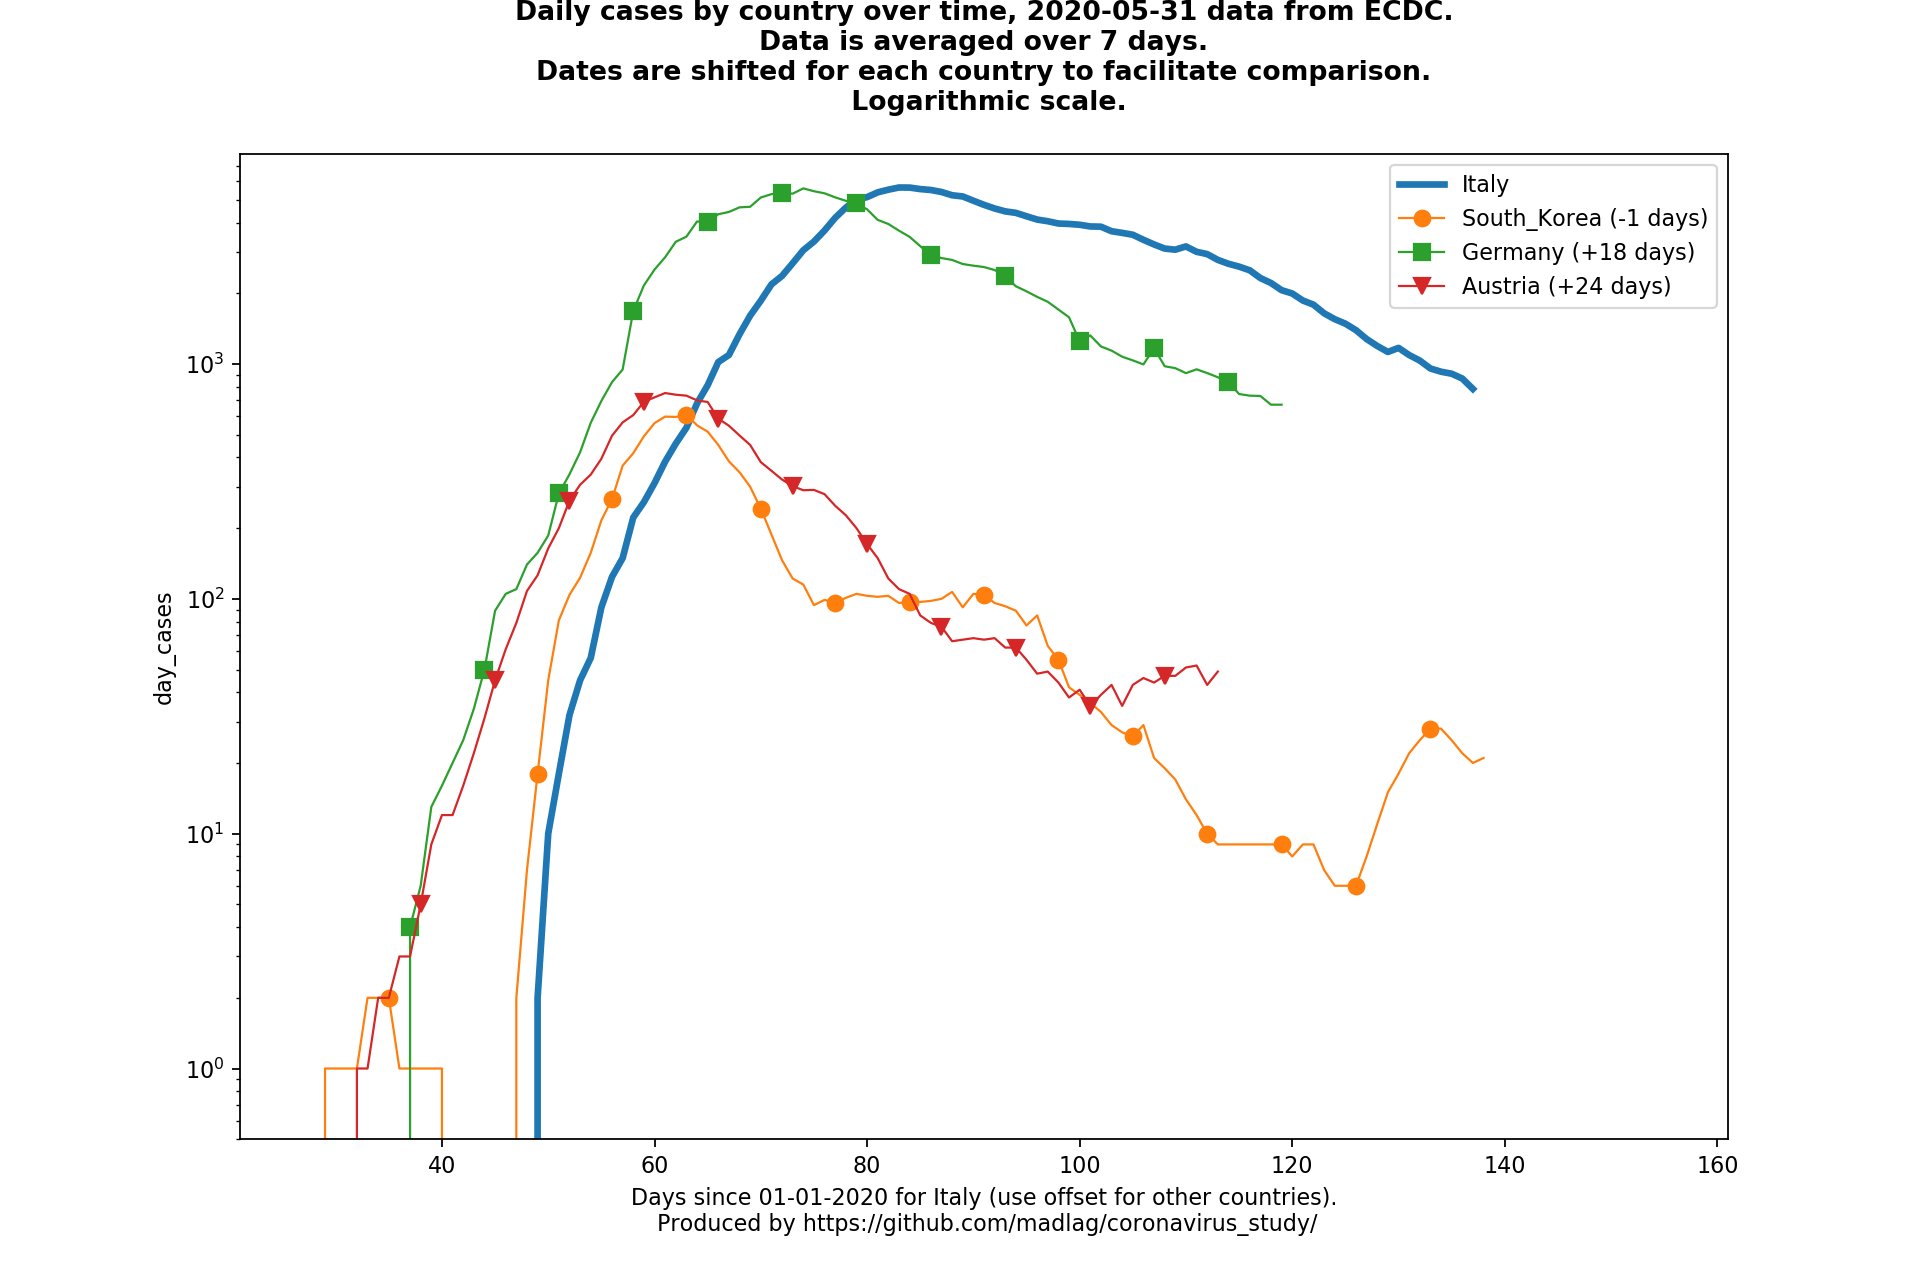 Daily cases by country over time, 2020-05-31 data from ECDC.
Data is averaged over 7 days.
Dates are shifted for each country to facilitate comparison.
Logarithmic scale.
Italy
South_Korea (-1 days)
Germany (+18 days)
Austria (+24 days)
day_cases
10³
10²
10¹
10⁰
40 60 80 100 120 140 160
Days since 01-01-2020 for Italy (use offset for other countries).
Produced by https://github.com/madlag/coronavirus_study/